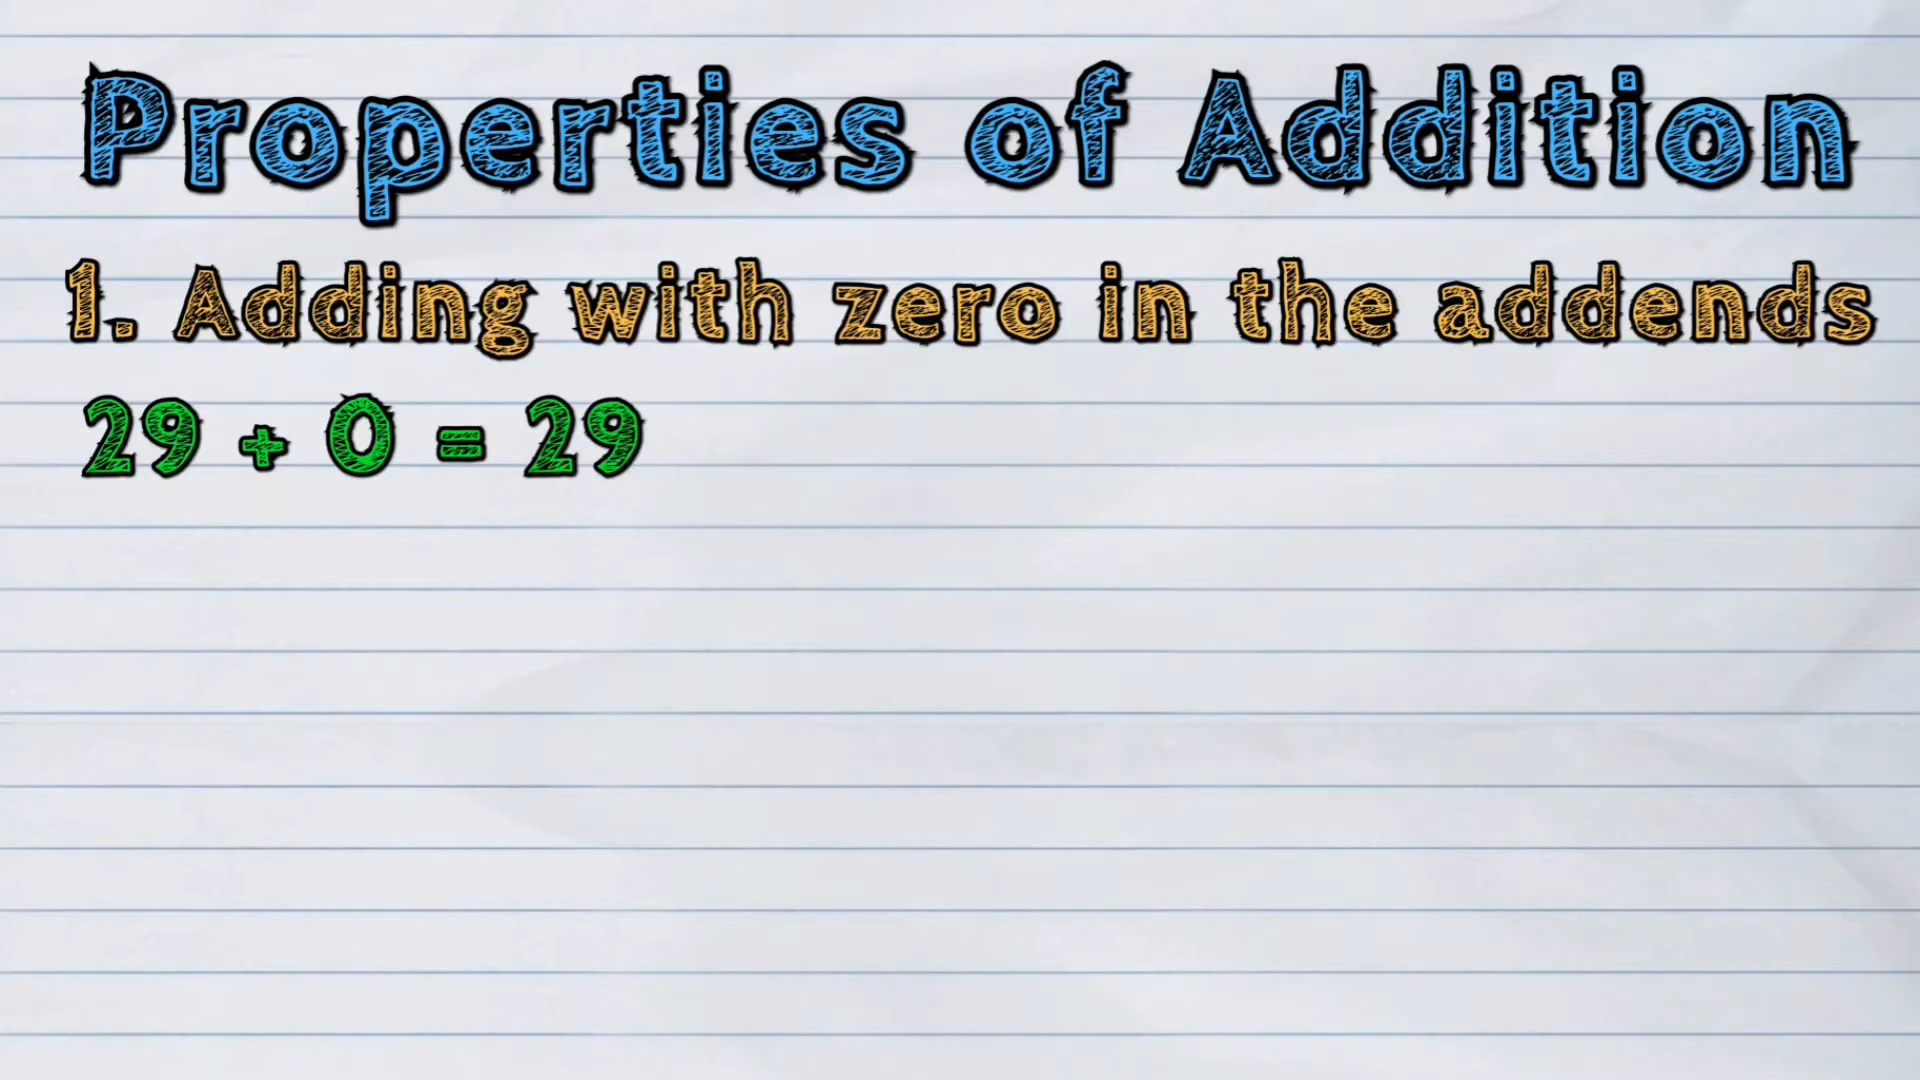 Properties of Addition
1. Adding with zero in the addends
29 + 0 = 29